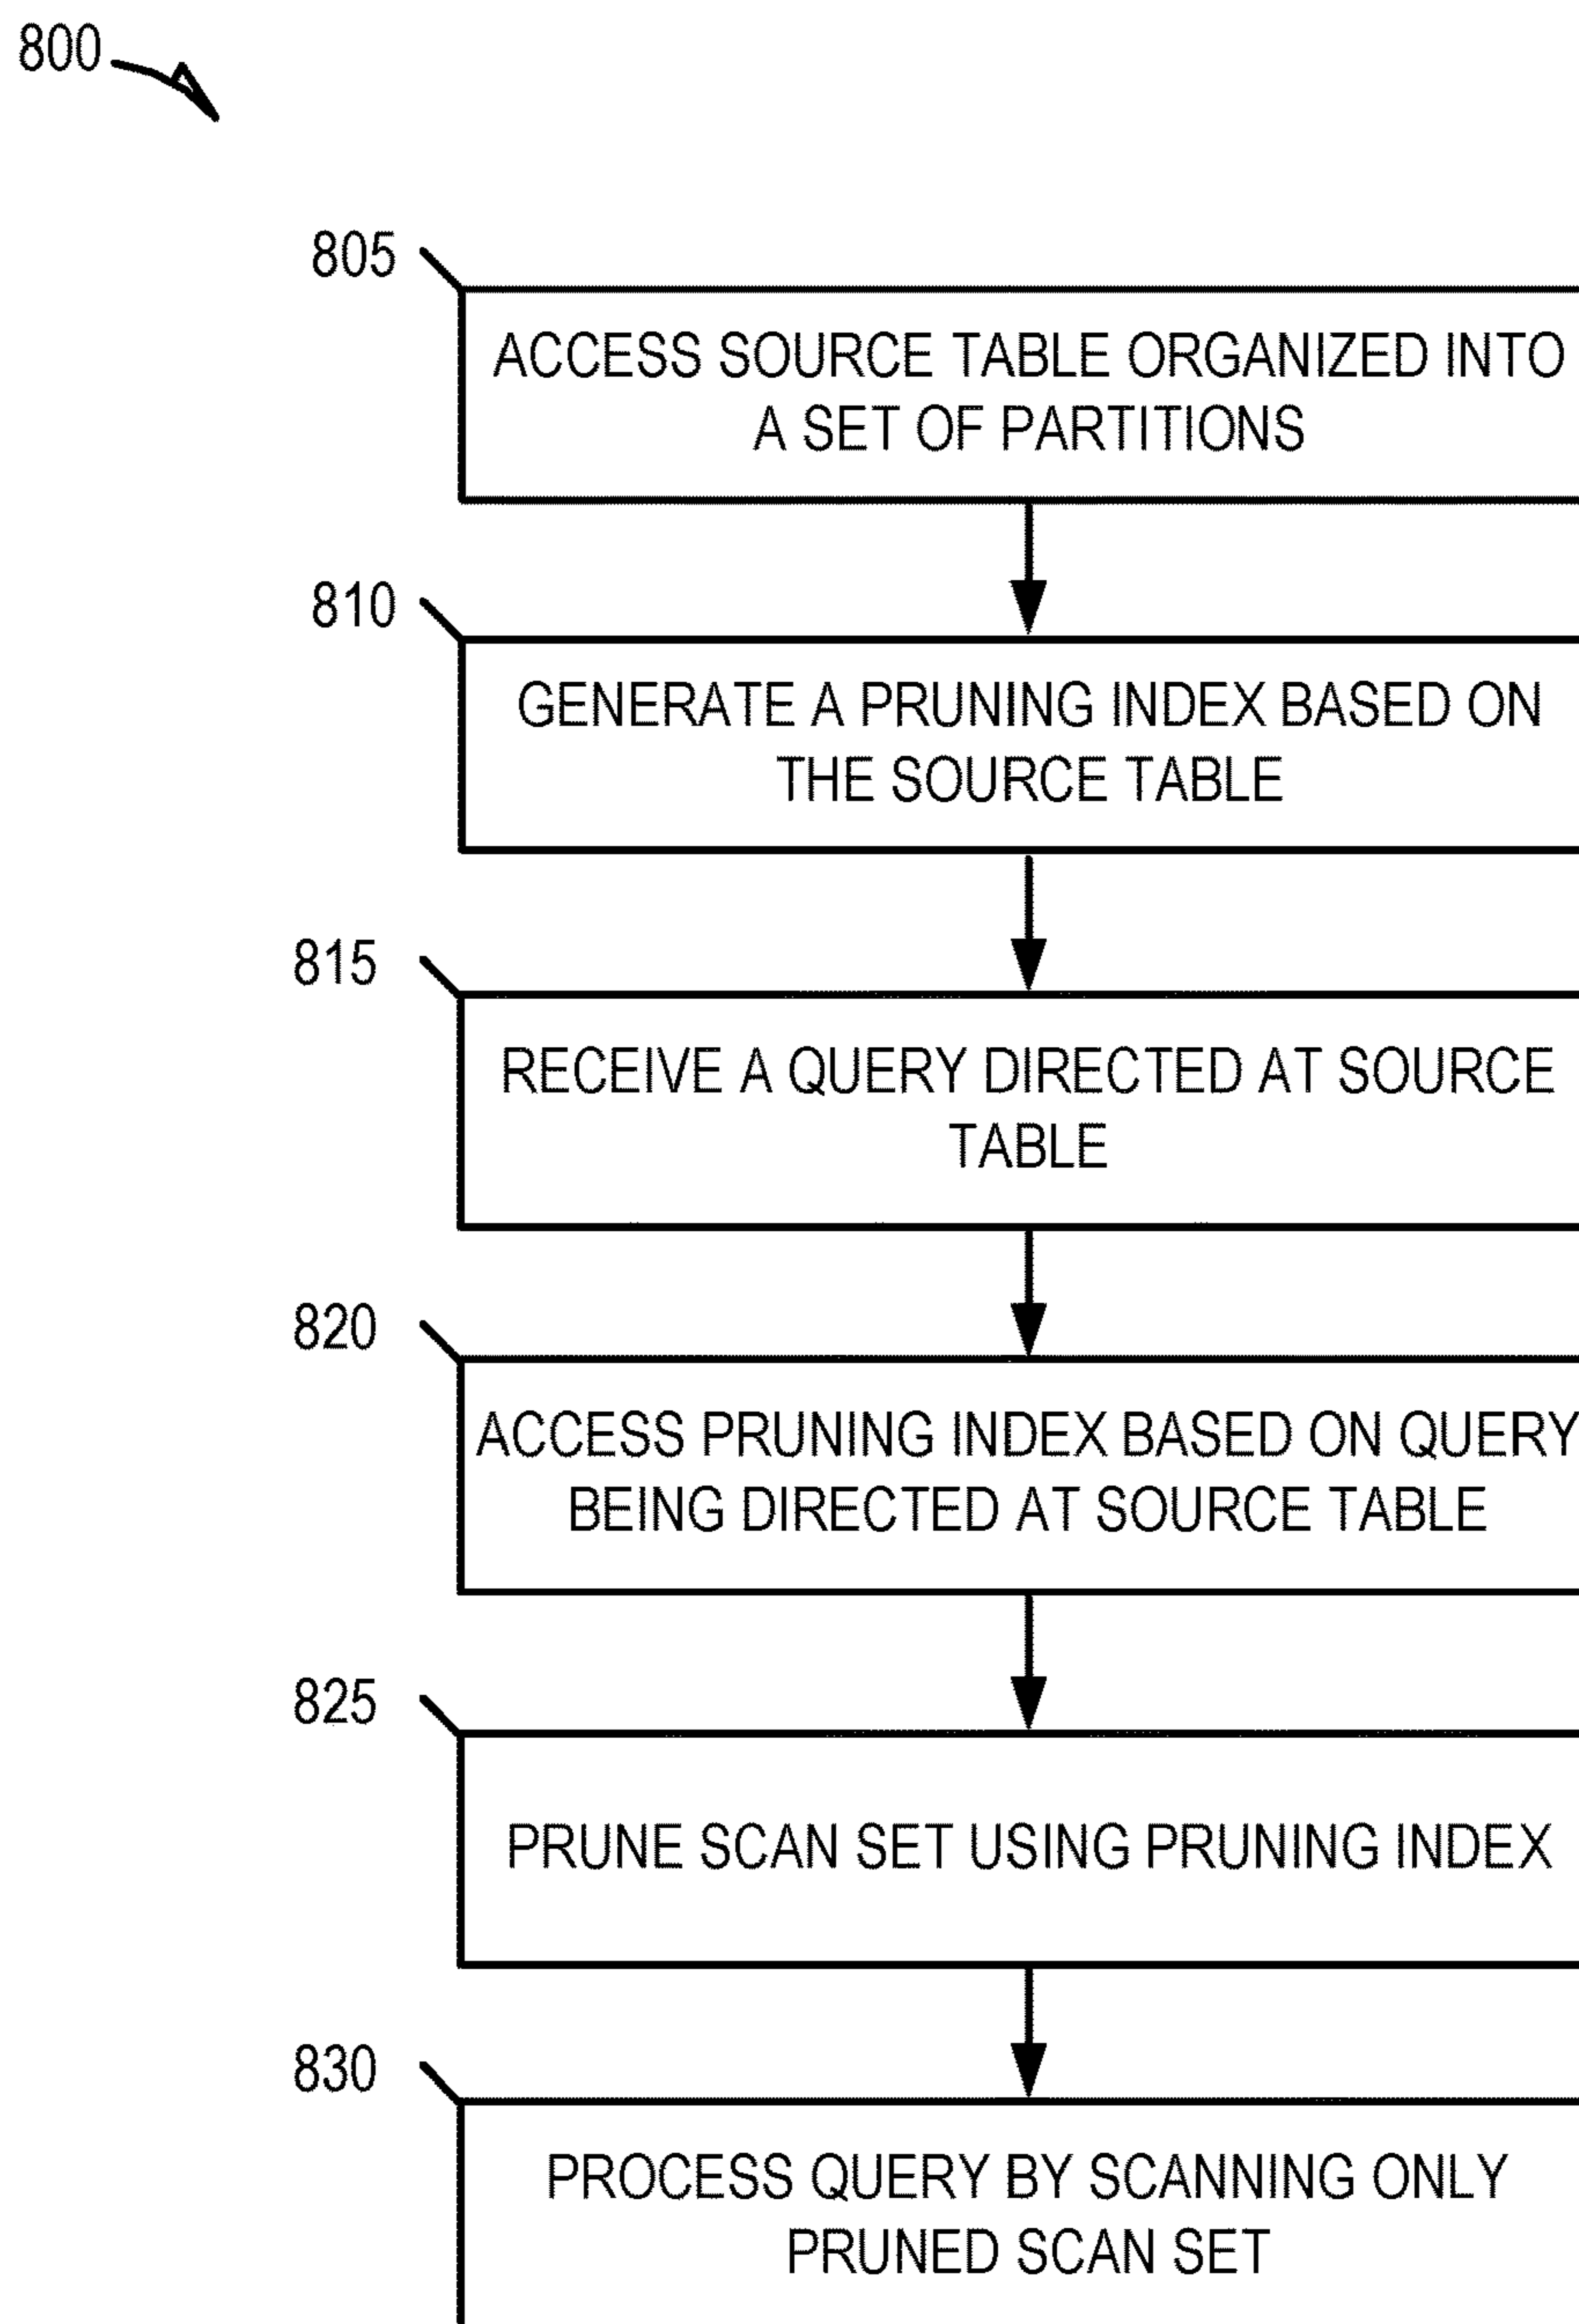 800
805
ACCESS SOURCE TABLE ORGANIZED INTO
A SET OF PARTITIONS
810
GENERATE A PRUNING INDEX BASED ON
THE SOURCE TABLE
815
RECEIVE A QUERY DIRECTED AT SOURCE
TABLE
820
ACCESS PRUNING INDEX BASED ON QUERY
BEING DIRECTED AT SOURCE TABLE
825
PRUNE SCAN SET USING PRUNING INDEX
830
PROCESS QUERY BY SCANNING ONLY
PRUNED SCAN SET